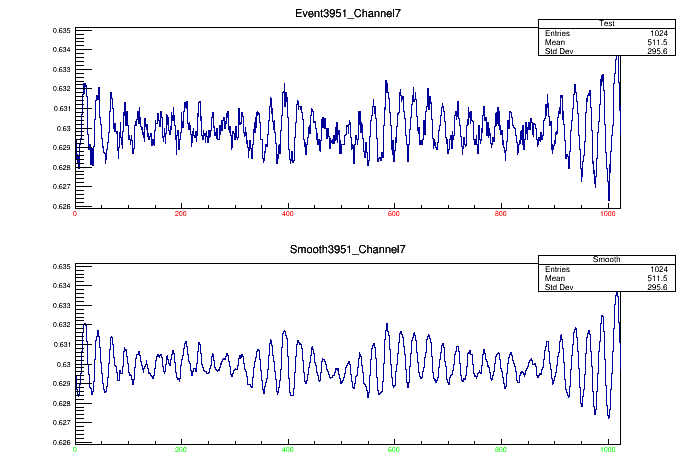 Event3951_Channel7
Test
Entries 1024
Mean 511.5
Std Dev 295.6
0.635
0.634
0.633
0.632
0.631
0.63
0.629
0.628
0.627
0.626
0 200 400 600 800 1000
Smooth3951_Channel7
Smooth
Entries 1024
Mean 511.5
Std Dev 295.6
0.635
0.634
0.633
0.632
0.631
0.63
0.629
0.628
0.627
0.626
0 200 400 600 800 1000